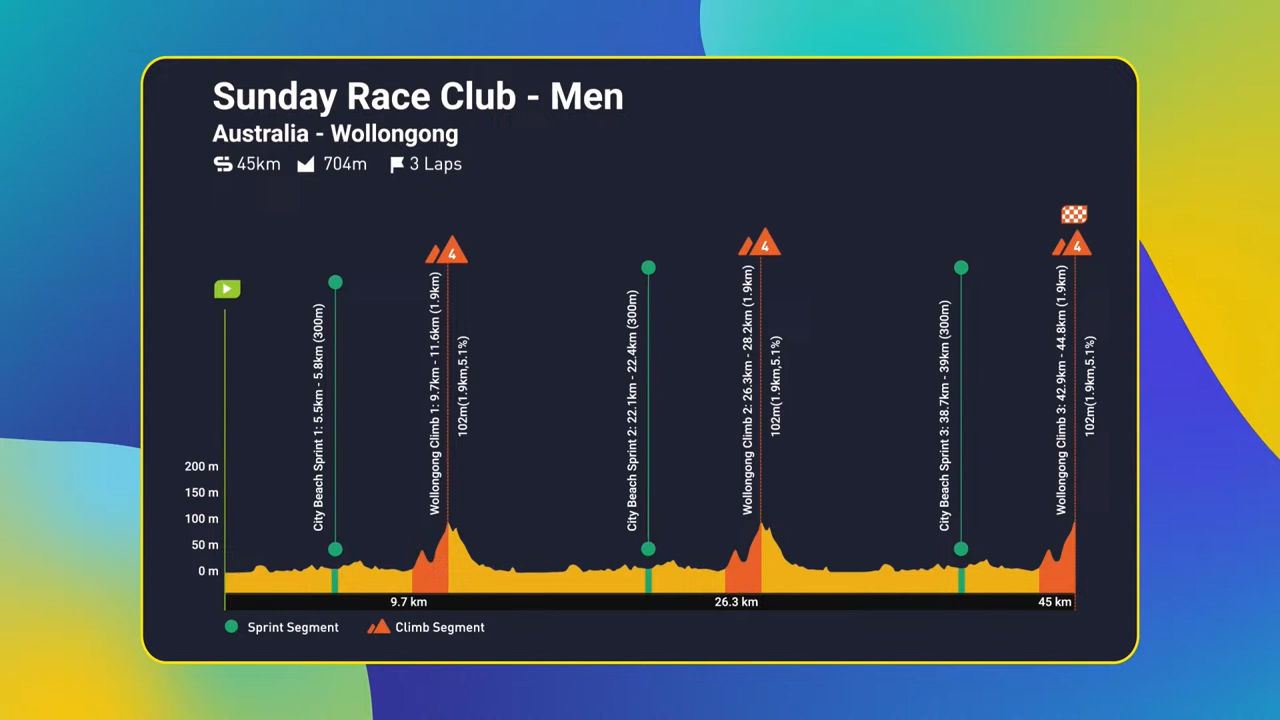 Sunday Race Club - Men
Australia - Wollongong
45km 704m 3 Laps
4
4
4
City Beach Sprint 1: 5.5km - 5.8km (300m)
Wollongong Climb 1: 9.7km - 11.6km (1.9km)
102m(1.9km,5.1%)
City Beach Sprint 2: 22.1km - 22.4km (300m)
Wollongong Climb 2: 26.3km - 28.2km (1.9km)
102m(1.9km,5.1%)
City Beach Sprint 3: 38.7km - 39km (300m)
Wollongong Climb 3: 42.9km - 44.8km (1.9km)
102m(1.9km,5.1%)
200 m
150 m
100 m
50 m
0 m
9.7 km 26.3 km 45 km
Sprint Segment Climb Segment